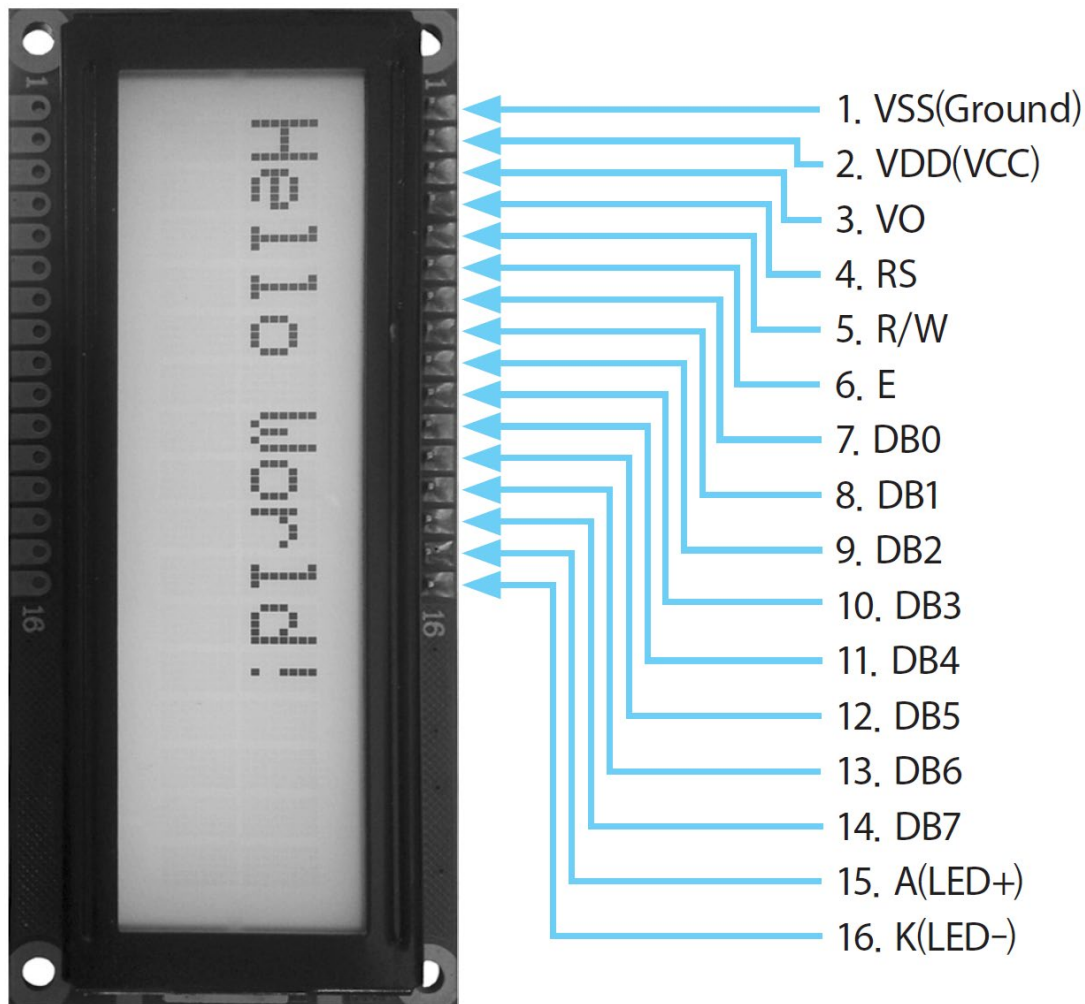 1
1
Hello World!
16
16
1. VSS(Ground)
2. VDD(VCC)
3. VO
4. RS
5. R/W
6. E
7. DB0
8. DB1
9. DB2
10. DB3
11. DB4
12. DB5
13. DB6
14. DB7
15. A(LED+)
16. K(LED-)